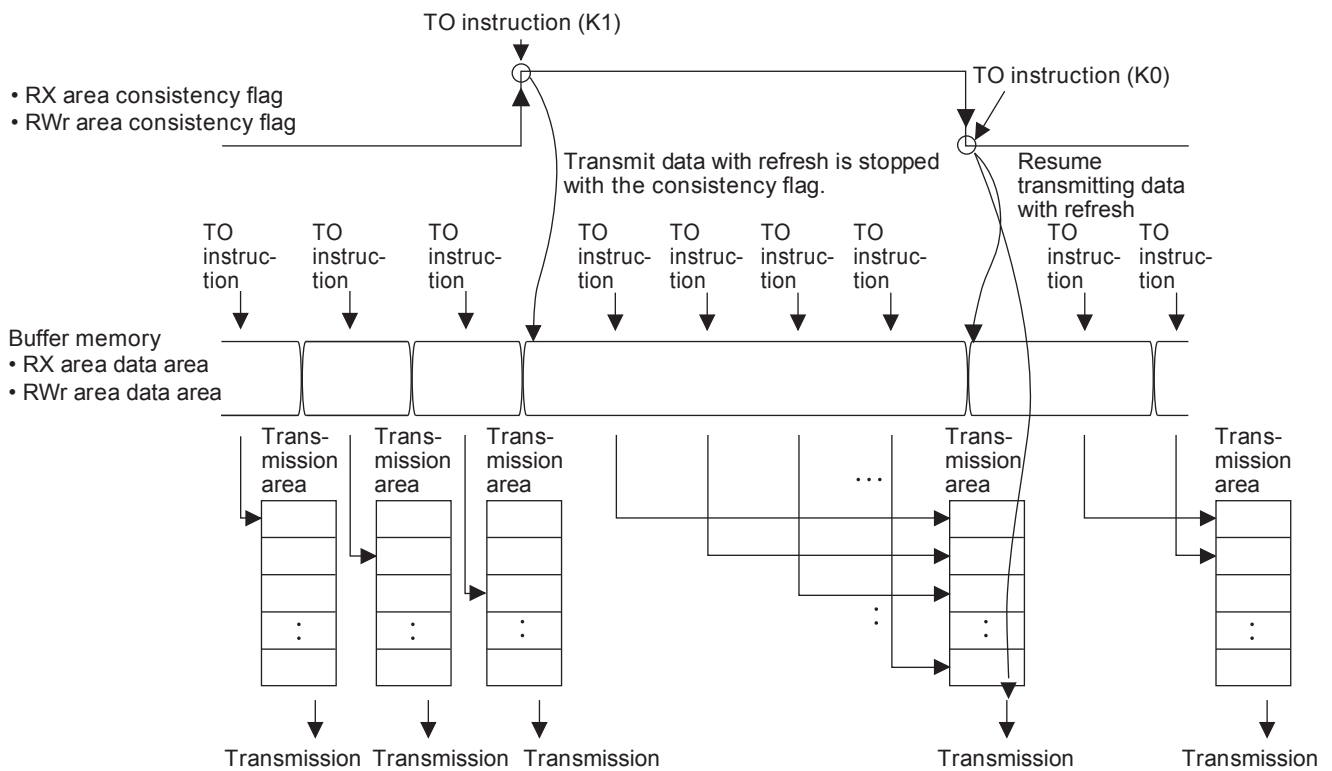 TO instruction (K1)
TO instruction (K0)
• RX area consistency flag
• RWr area consistency flag
Transmit data with refresh is stopped
with the consistency flag.
Resume
transmitting data
with refresh
TO
instruc-
tion
TO
instruc-
tion
TO
instruc-
tion
TO
instruc-
tion
TO
instruc-
tion
TO
instruc-
tion
TO
instruc-
tion
TO
instruc-
tion
TO
instruc-
tion
Buffer memory
• RX area data area
• RWr area data area
Trans-
mission
area
Trans-
mission
area
Trans-
mission
area
Trans-
mission
area
Trans-
mission
area
Transmission
Transmission
Transmission
Transmission
Transmission